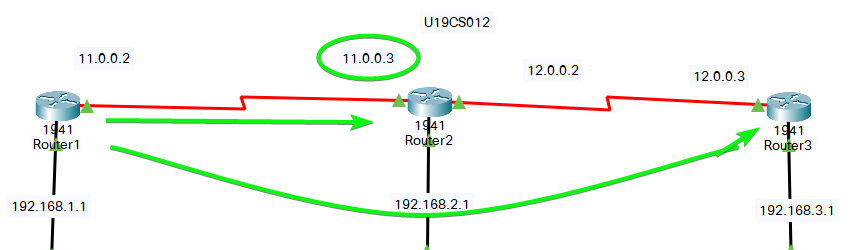 U19CS012
11.0.0.2
11.0.0.3
12.0.0.2
12.0.0.3
1941
Router1
1941
Router2
1941
Router3
192.168.1.1
192.168.2.1
192.168.3.1